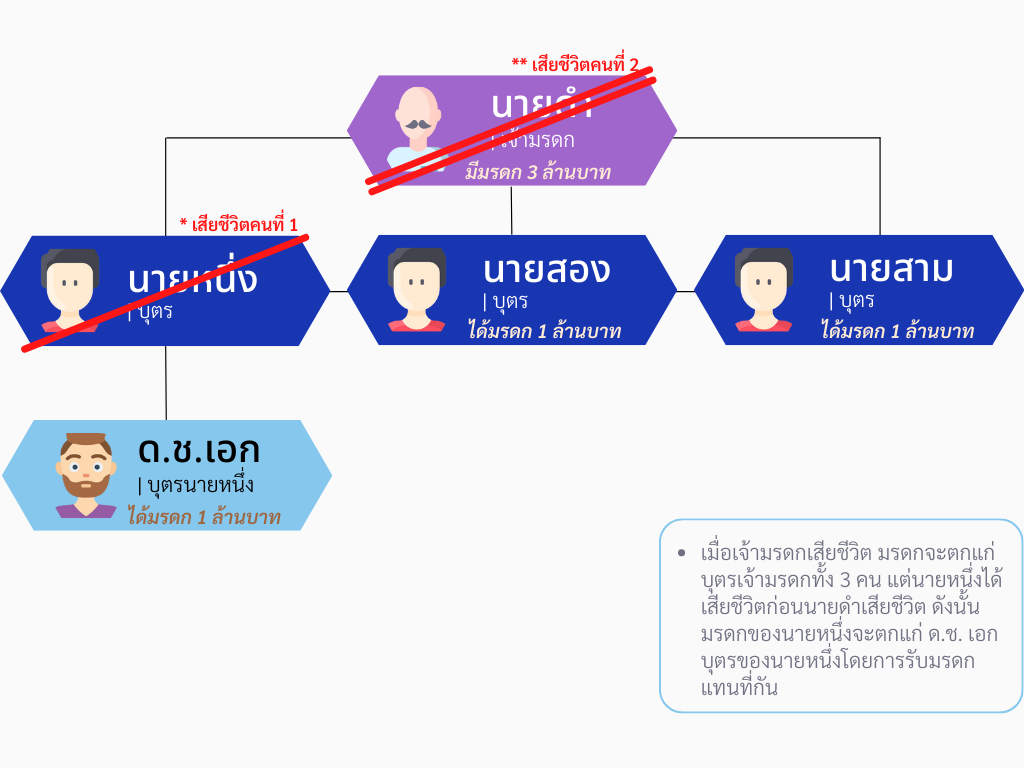 ** เสียชีวิตคนที่ 2
นายดำ
| เจ้ามรดก
มีมรดก 3 ล้านบาท
* เสียชีวิตคนที่ 1
นายหนึ่ง
| บุตร
นายสอง
| บุตร
ได้มรดก 1 ล้านบาท
นายสาม
| บุตร
ได้มรดก 1 ล้านบาท
ด.ช.เอก
| บุตรนายหนึ่ง
ได้มรดก 1 ล้านบาท
• เมื่อเจ้ามรดกเสียชีวิต มรดกจะตกแก่
บุตรเจ้ามรดกทั้ง 3 คน แต่นายหนึ่งได้
เสียชีวิตก่อนนายดำเสียชีวิต ดังนั้น
มรดกของนายหนึ่งจะตกแก่ ด.ช. เอก
บุตรของนายหนึ่งโดยการรับมรดก
แทนที่กัน